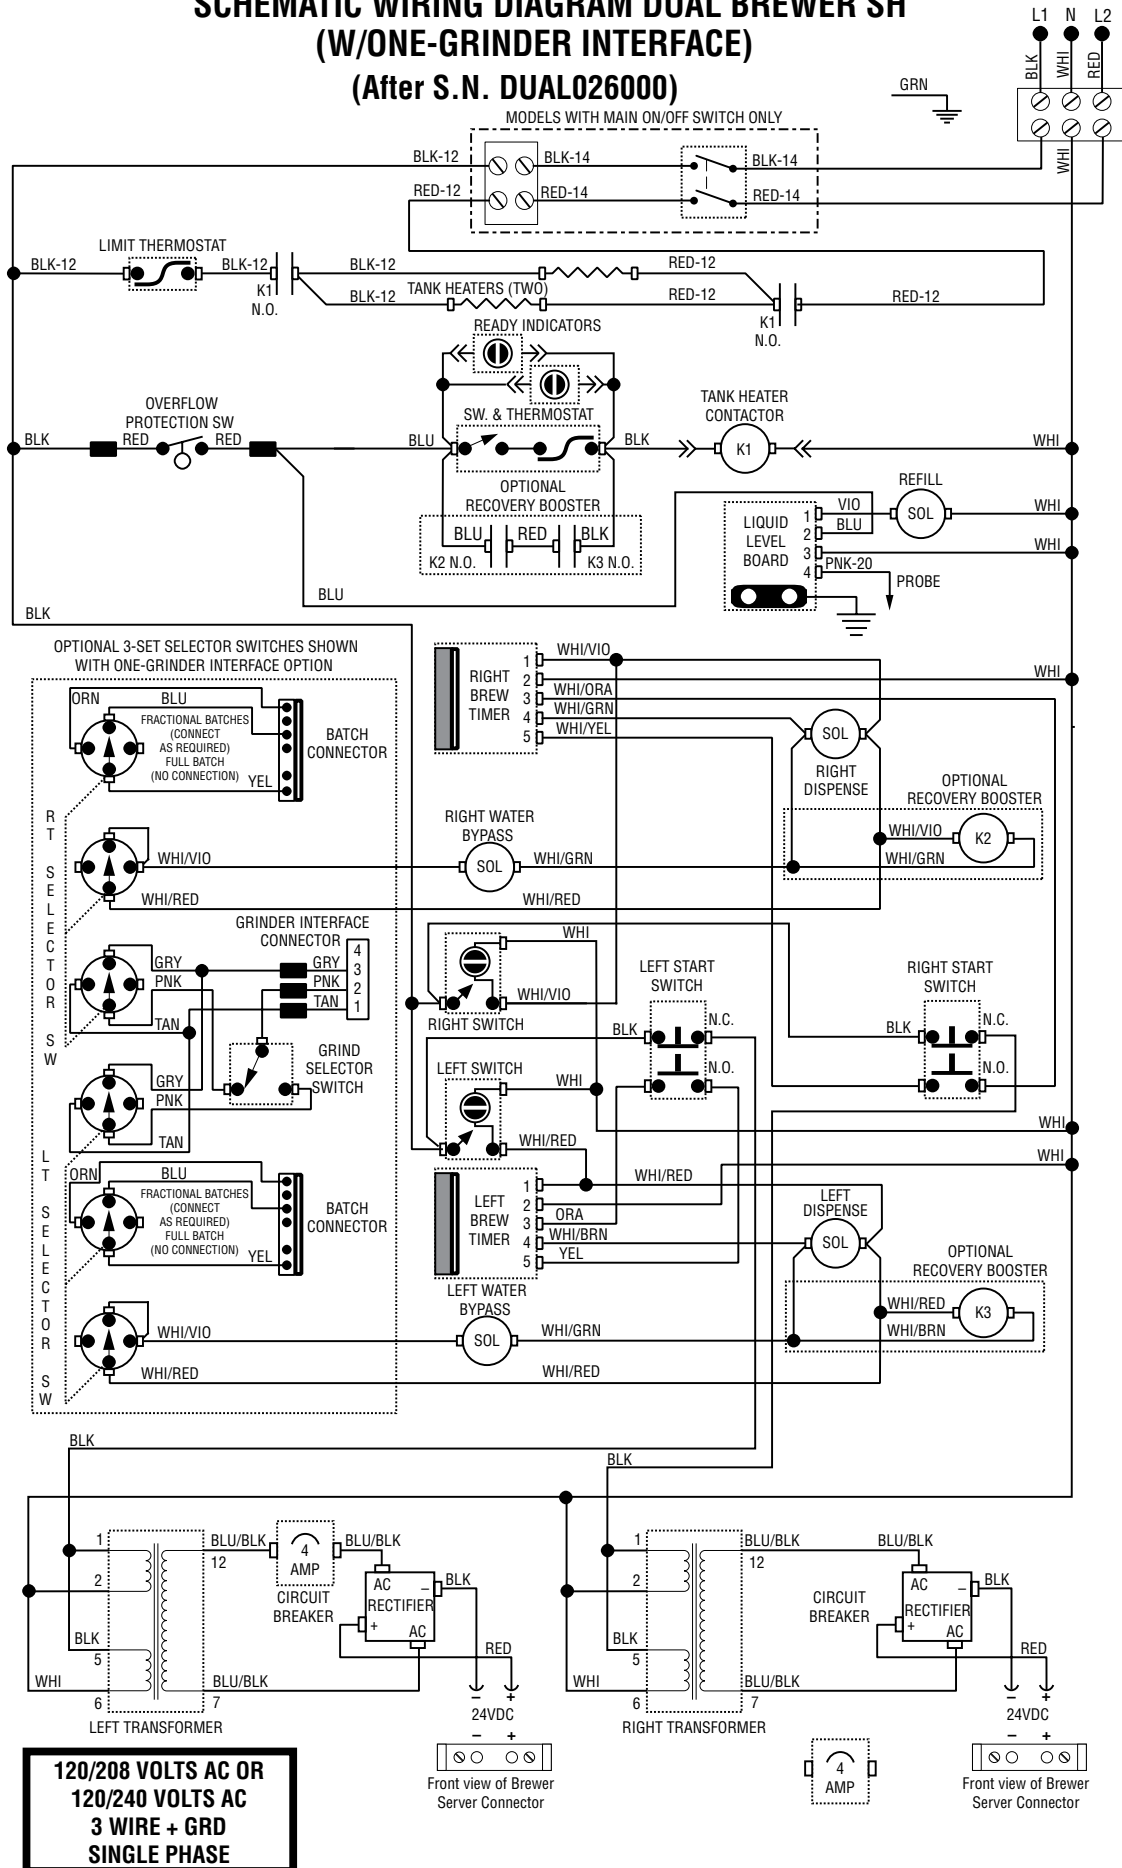 SCHEMATIC WIRING DIAGRAM DUAL BREWER SH
(W/ONE-GRINDER INTERFACE)
(After S.N. DUAL026000)
L1 N L2
BLK WHI RED
GRN
MODELS WITH MAIN ON/OFF SWITCH ONLY
BLK-12 BLK-14 BLK-14
WHI
RED-12 RED-14 RED-14
LIMIT THERMOSTAT
BLK-12 BLK-12 BLK-12 RED-12
K1
N.O.
BLK-12 TANK HEATERS (TWO) RED-12 RED-12
K1
N.O.
READY INDICATORS
OVERFLOW
PROTECTION SW
SW. & THERMOSTAT
TANK HEATER
CONTACTOR
BLK RED RED BLU BLK K1 WHI
OPTIONAL
RECOVERY BOOSTER
BLU RED BLK
K2 N.O. K3 N.O.
REFILL
SOL WHI
LIQUID
LEVEL
BOARD
1 VIO
2 BLU
3 WHI
4 PNK-20
PROBE
BLU
BLK
OPTIONAL 3-SET SELECTOR SWITCHES SHOWN
WITH ONE-GRINDER INTERFACE OPTION
RIGHT
BREW
TIMER
1 WHI/VIO
2 WHI
3 WHI/ORA
4 WHI/GRN
5 WHI/YEL
ORN BLU
FRACTIONAL BATCHES
(CONNECT
AS REQUIRED)
FULL BATCH
(NO CONNECTION)
YEL
BATCH
CONNECTOR
SOL
RIGHT
DISPENSE
OPTIONAL
RECOVERY BOOSTER
WHI/VIO K2
WHI/GRN
RT SELECTOR SW
RIGHT WATER
BYPASS
WHI/VIO SOL WHI/GRN
WHI/RED WHI/RED
GRINDER INTERFACE
CONNECTOR
4
GRY GRY 3
PNK PNK 2
TAN TAN 1
WHI
WHI/VIO
RIGHT SWITCH
LEFT START
SWITCH
BLK N.C.
N.O.
RIGHT START
SWITCH
BLK N.C.
N.O.
GRIND
SELECTOR
SWITCH
GRY
PNK
TAN
LEFT SWITCH
WHI
WHI/RED
WHI
WHI
LT SELECTOR SW
ORN BLU
FRACTIONAL BATCHES
(CONNECT
AS REQUIRED)
FULL BATCH
(NO CONNECTION)
YEL
BATCH
CONNECTOR
LEFT
BREW
TIMER
1 WHI/RED
2
3 ORA
4 WHI/BRN
5 YEL
LEFT
DISPENSE
SOL
OPTIONAL
RECOVERY BOOSTER
WHI/RED K3
WHI/BRN
LEFT WATER
BYPASS
WHI/VIO SOL WHI/GRN
WHI/RED WHI/RED
BLK
BLK
1 BLU/BLK BLU/BLK
12
2
4
AMP
CIRCUIT
BREAKER
AC
–
RECTIFIER
+
AC
BLK
BLK
5
RED
WHI BLU/BLK
6 7
LEFT TRANSFORMER
– +
24VDC
– +
Front view of Brewer
Server Connector
1 BLU/BLK BLU/BLK
12
2
CIRCUIT
BREAKER
AC
–
RECTIFIER
+
AC
BLK
BLK
5
RED
WHI BLU/BLK
6 7
RIGHT TRANSFORMER
4
AMP
– +
24VDC
– +
Front view of Brewer
Server Connector
120/208 VOLTS AC OR
120/240 VOLTS AC
3 WIRE + GRD
SINGLE PHASE